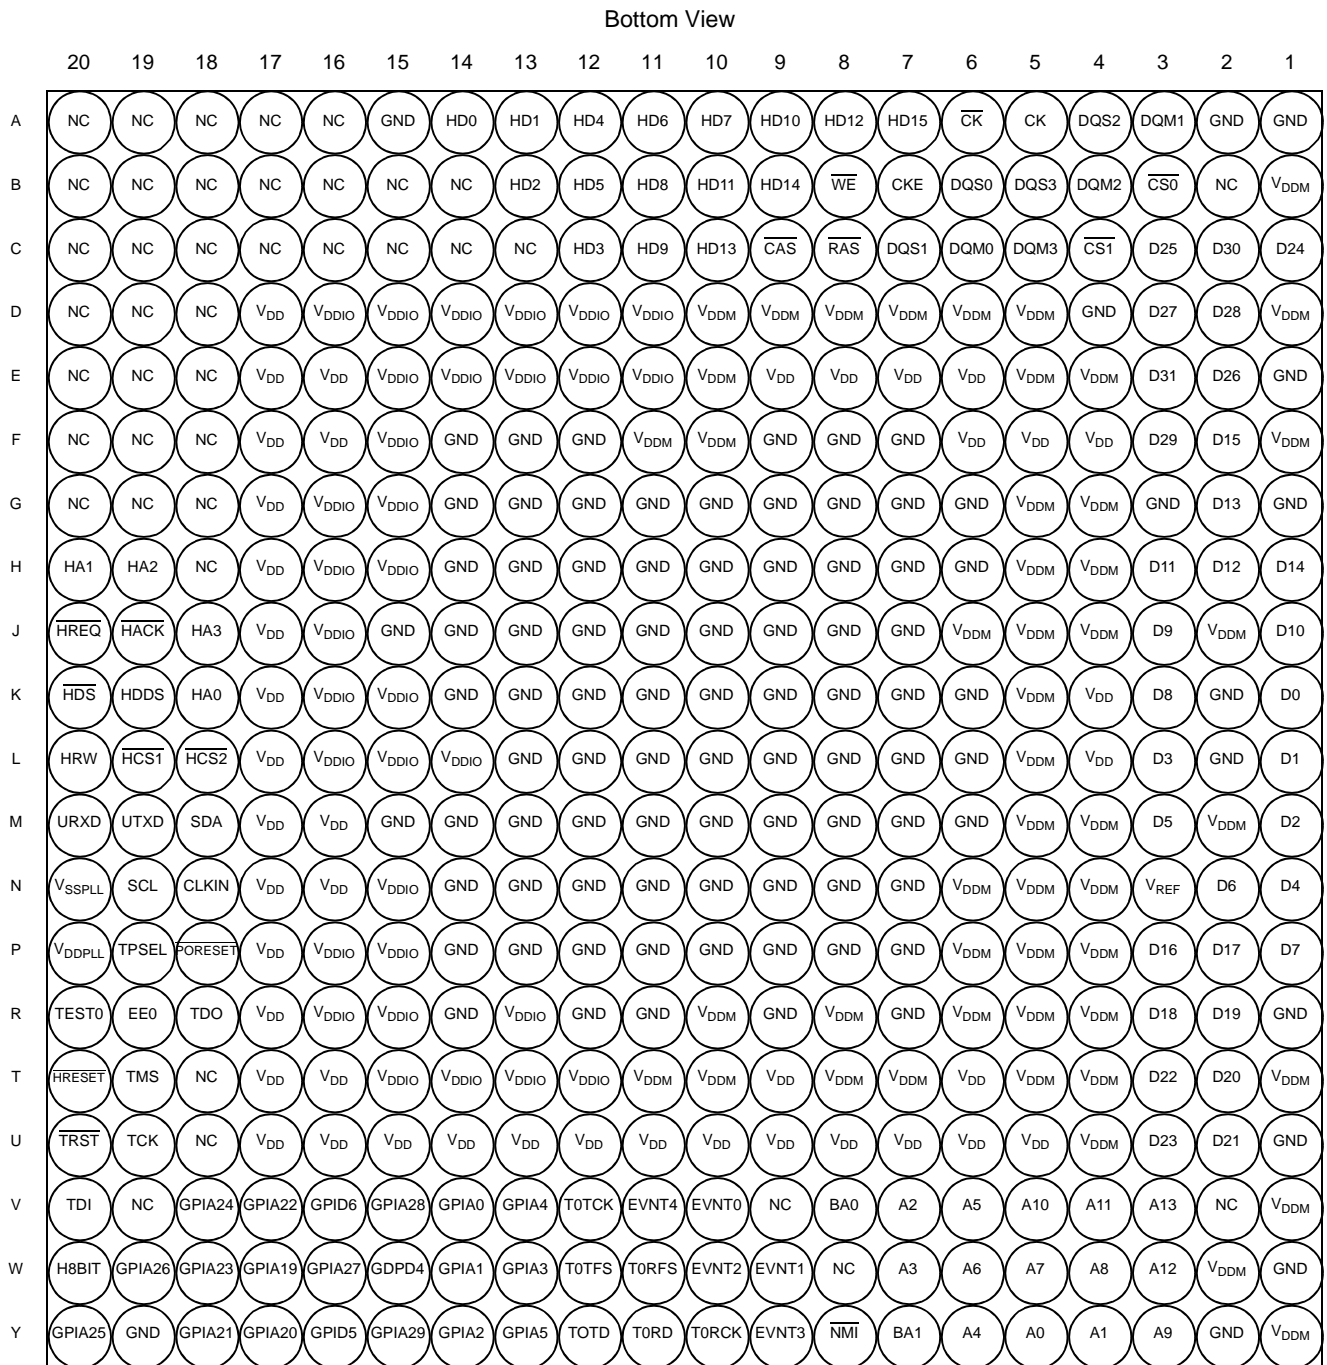 Bottom View
20 19 18 17 16 15 14 13 12 11 10 9 8 7 6 5 4 3 2 1
A NC NC NC NC NC GND HD0 HD1 HD4 HD6 HD7 HD10 HD12 HD15 CK CK DQS2 DQM1 GND GND
B NC NC NC NC NC NC NC HD2 HD5 HD8 HD11 HD14 WE CKE DQS0 DQS3 DQM2 CS0 NC VDDM
C NC NC NC NC NC NC NC NC HD3 HD9 HD13 CAS RAS DQS1 DQM0 DQM3 CS1 D25 D30 D24
D NC NC NC VDD VDDIO VDDIO VDDIO VDDIO VDDIO VDDIO VDDM VDDM VDDM VDDM VDDM VDDM GND D27 D28 VDDM
E NC NC NC VDD VDD VDDIO VDDIO VDDIO VDDIO VDDIO VDDM VDD VDD VDD VDD VDDM VDDM D31 D26 GND
F NC NC NC VDD VDD VDDIO GND GND GND VDDM VDDM GND GND GND VDD VDD VDD D29 D15 VDDM
G NC NC NC VDD VDDIO VDDIO GND GND GND GND GND GND GND GND GND VDDM VDDM GND D13 GND
H HA1 HA2 NC VDD VDDIO VDDIO GND GND GND GND GND GND GND GND GND VDDM VDDM D11 D12 D14
J HREQ HACK HA3 VDD VDDIO GND GND GND GND GND GND GND GND GND VDDM VDDM VDDM D9 VDDM D10
K HDS HDDS HA0 VDD VDDIO VDDIO GND GND GND GND GND GND GND GND GND VDDM VDD D8 GND D0
L HRW HCS1 HCS2 VDD VDDIO VDDIO VDDIO GND GND GND GND GND GND GND GND VDDM VDD D3 GND D1
M URXD UTXD SDA VDD VDD GND GND GND GND GND GND GND GND GND GND VDDM VDDM D5 VDDM D2
N VSSPLL SCL CLKIN VDD VDD VDDIO GND GND GND GND GND GND GND GND VDDM VDDM VDDM VREF D6 D4
P VDDPLL TPSEL PORESET VDD VDDIO VDDIO GND GND GND GND GND GND GND GND VDDM VDDM VDDM D16 D17 D7
R TEST0 EE0 TDO VDD VDDIO VDDIO GND VDDIO GND GND VDDM GND VDDM GND VDDM VDDM VDDM D18 D19 GND
T HRESET TMS NC VDD VDD VDDIO VDDIO VDDIO VDDIO VDDM VDDM VDD VDDM VDDM VDD VDDM VDDM D22 D20 VDDM
U TRST TCK NC VDD VDD VDD VDD VDD VDD VDD VDD VDD VDD VDD VDD VDD VDDM D23 D21 GND
V TDI NC GPIA24 GPIA22 GPID6 GPIA28 GPIA0 GPIA4 T0TCK EVNT4 EVNT0 NC BA0 A2 A5 A10 A11 A13 NC VDDM
W H8BIT GPIA26 GPIA23 GPIA19 GPIA27 GDPD4 GPIA1 GPIA3 T0TFS T0RFS EVNT2 EVNT1 NC A3 A6 A7 A8 A12 VDDM GND
Y GPIA25 GND GPIA21 GPIA20 GPID5 GPIA29 GPIA2 GPIA5 TOTD T0RD T0RCK EVNT3 NMI BA1 A4 A0 A1 A9 GND VDDM